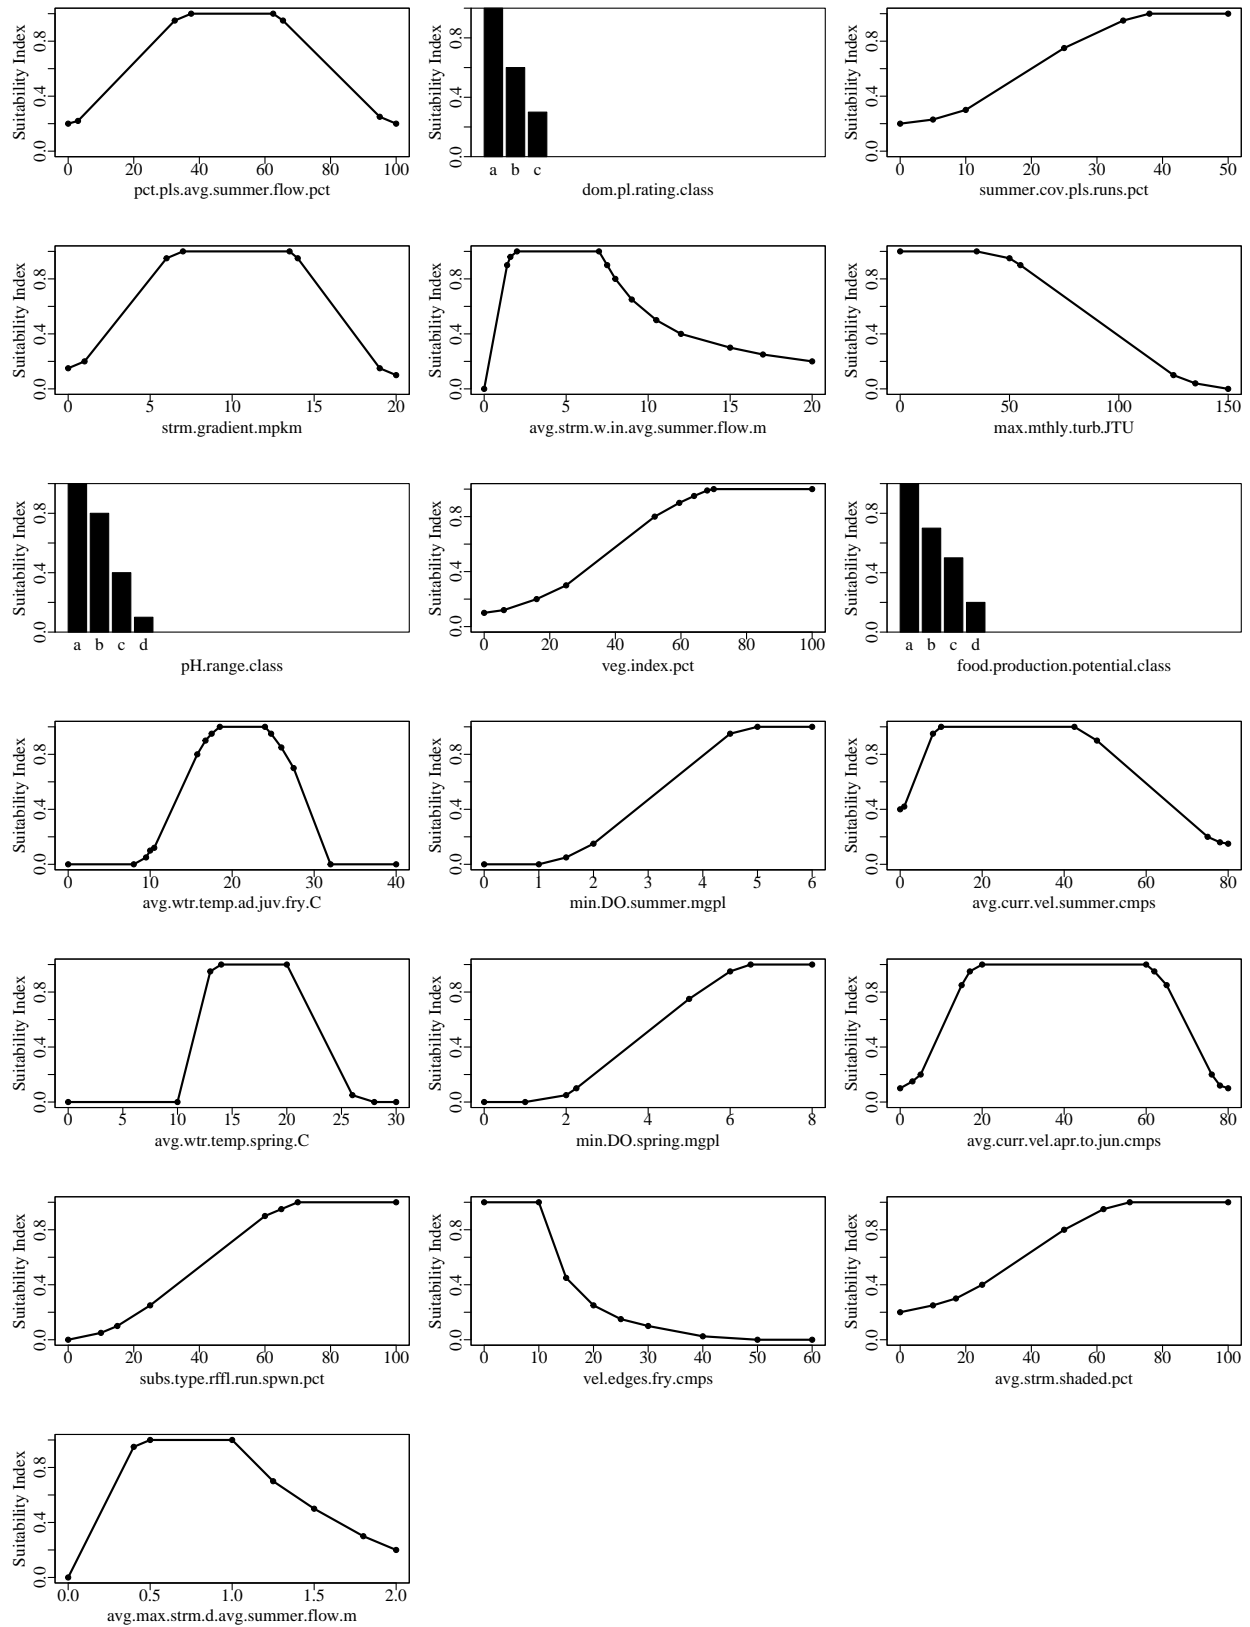 Suitability Index
0.0 0.4 0.8
0 20 40 60 80 100
pct.pls.avg.summer.flow.pct
Suitability Index
0.0 0.4 0.8
a b c
dom.pl.rating.class
Suitability Index
0.0 0.4 0.8
0 10 20 30 40 50
summer.cov.pls.runs.pct
Suitability Index
0.0 0.4 0.8
0 5 10 15 20
strm.gradient.mpkm
Suitability Index
0.0 0.4 0.8
0 5 10 15 20
avg.strm.w.in.avg.summer.flow.m
Suitability Index
0.0 0.4 0.8
0 50 100 150
max.mthly.turb.JTU
Suitability Index
0.0 0.4 0.8
a b c d
pH.range.class
Suitability Index
0.0 0.4 0.8
0 20 40 60 80 100
veg.index.pct
Suitability Index
0.0 0.4 0.8
a b c d
food.production.potential.class
Suitability Index
0.0 0.4 0.8
0 10 20 30 40
avg.wtr.temp.ad.juv.fry.C
Suitability Index
0.0 0.4 0.8
0 1 2 3 4 5 6
min.DO.summer.mgpl
Suitability Index
0.0 0.4 0.8
0 20 40 60 80
avg.curr.vel.summer.cmps
Suitability Index
0.0 0.4 0.8
0 5 10 15 20 25 30
avg.wtr.temp.spring.C
Suitability Index
0.0 0.4 0.8
0 2 4 6 8
min.DO.spring.mgpl
Suitability Index
0.0 0.4 0.8
0 20 40 60 80
avg.curr.vel.apr.to.jun.cmps
Suitability Index
0.0 0.4 0.8
0 20 40 60 80 100
subs.type.rffl.run.spwn.pct
Suitability Index
0.0 0.4 0.8
0 10 20 30 40 50 60
vel.edges.fry.cmps
Suitability Index
0.0 0.4 0.8
0 20 40 60 80 100
avg.strm.shaded.pct
Suitability Index
0.0 0.4 0.8
0.0 0.5 1.0 1.5 2.0
avg.max.strm.d.avg.summer.flow.m